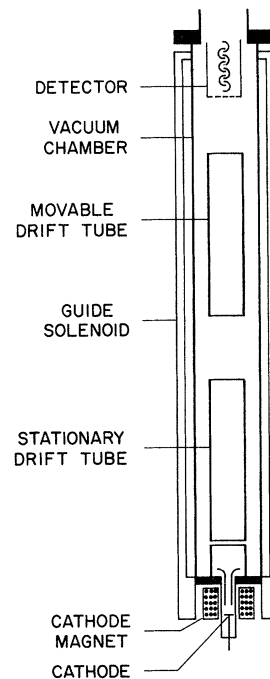 DETECTOR
VACUUM
CHAMBER
MOVABLE
DRIFT TUBE
GUIDE
SOLENOID
STATIONARY
DRIFT TUBE
CATHODE
MAGNET
CATHODE